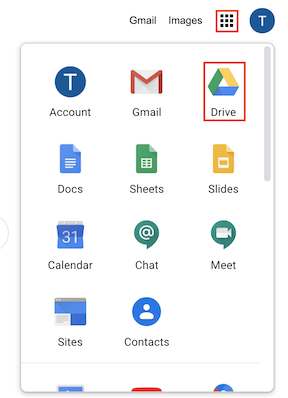 Gmail Images T
T
Account Gmail Drive
Docs Sheets Slides
31
Calendar Chat Meet
Sites Contacts